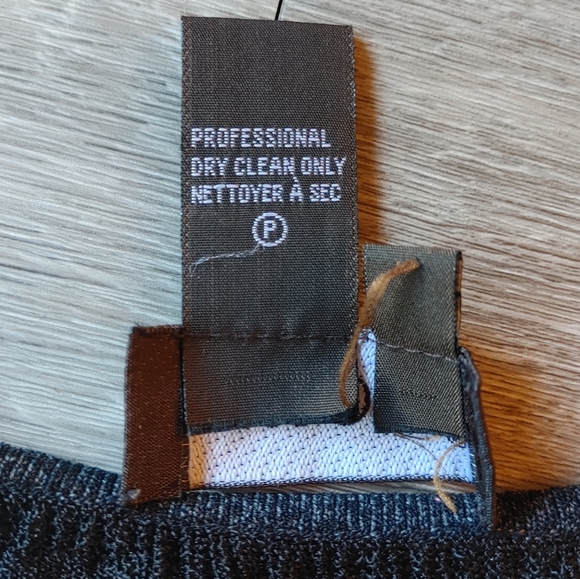 PROFESSIONAL
DRY CLEAN ONLY
NETTOYER À SEC
P